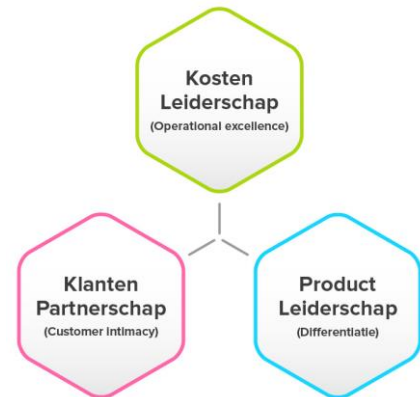 Kosten
Leiderschap
(Operational excellence)
Klanten
Partnerschap
(Customer intimacy)
Product
Leiderschap
(Differentiatie)